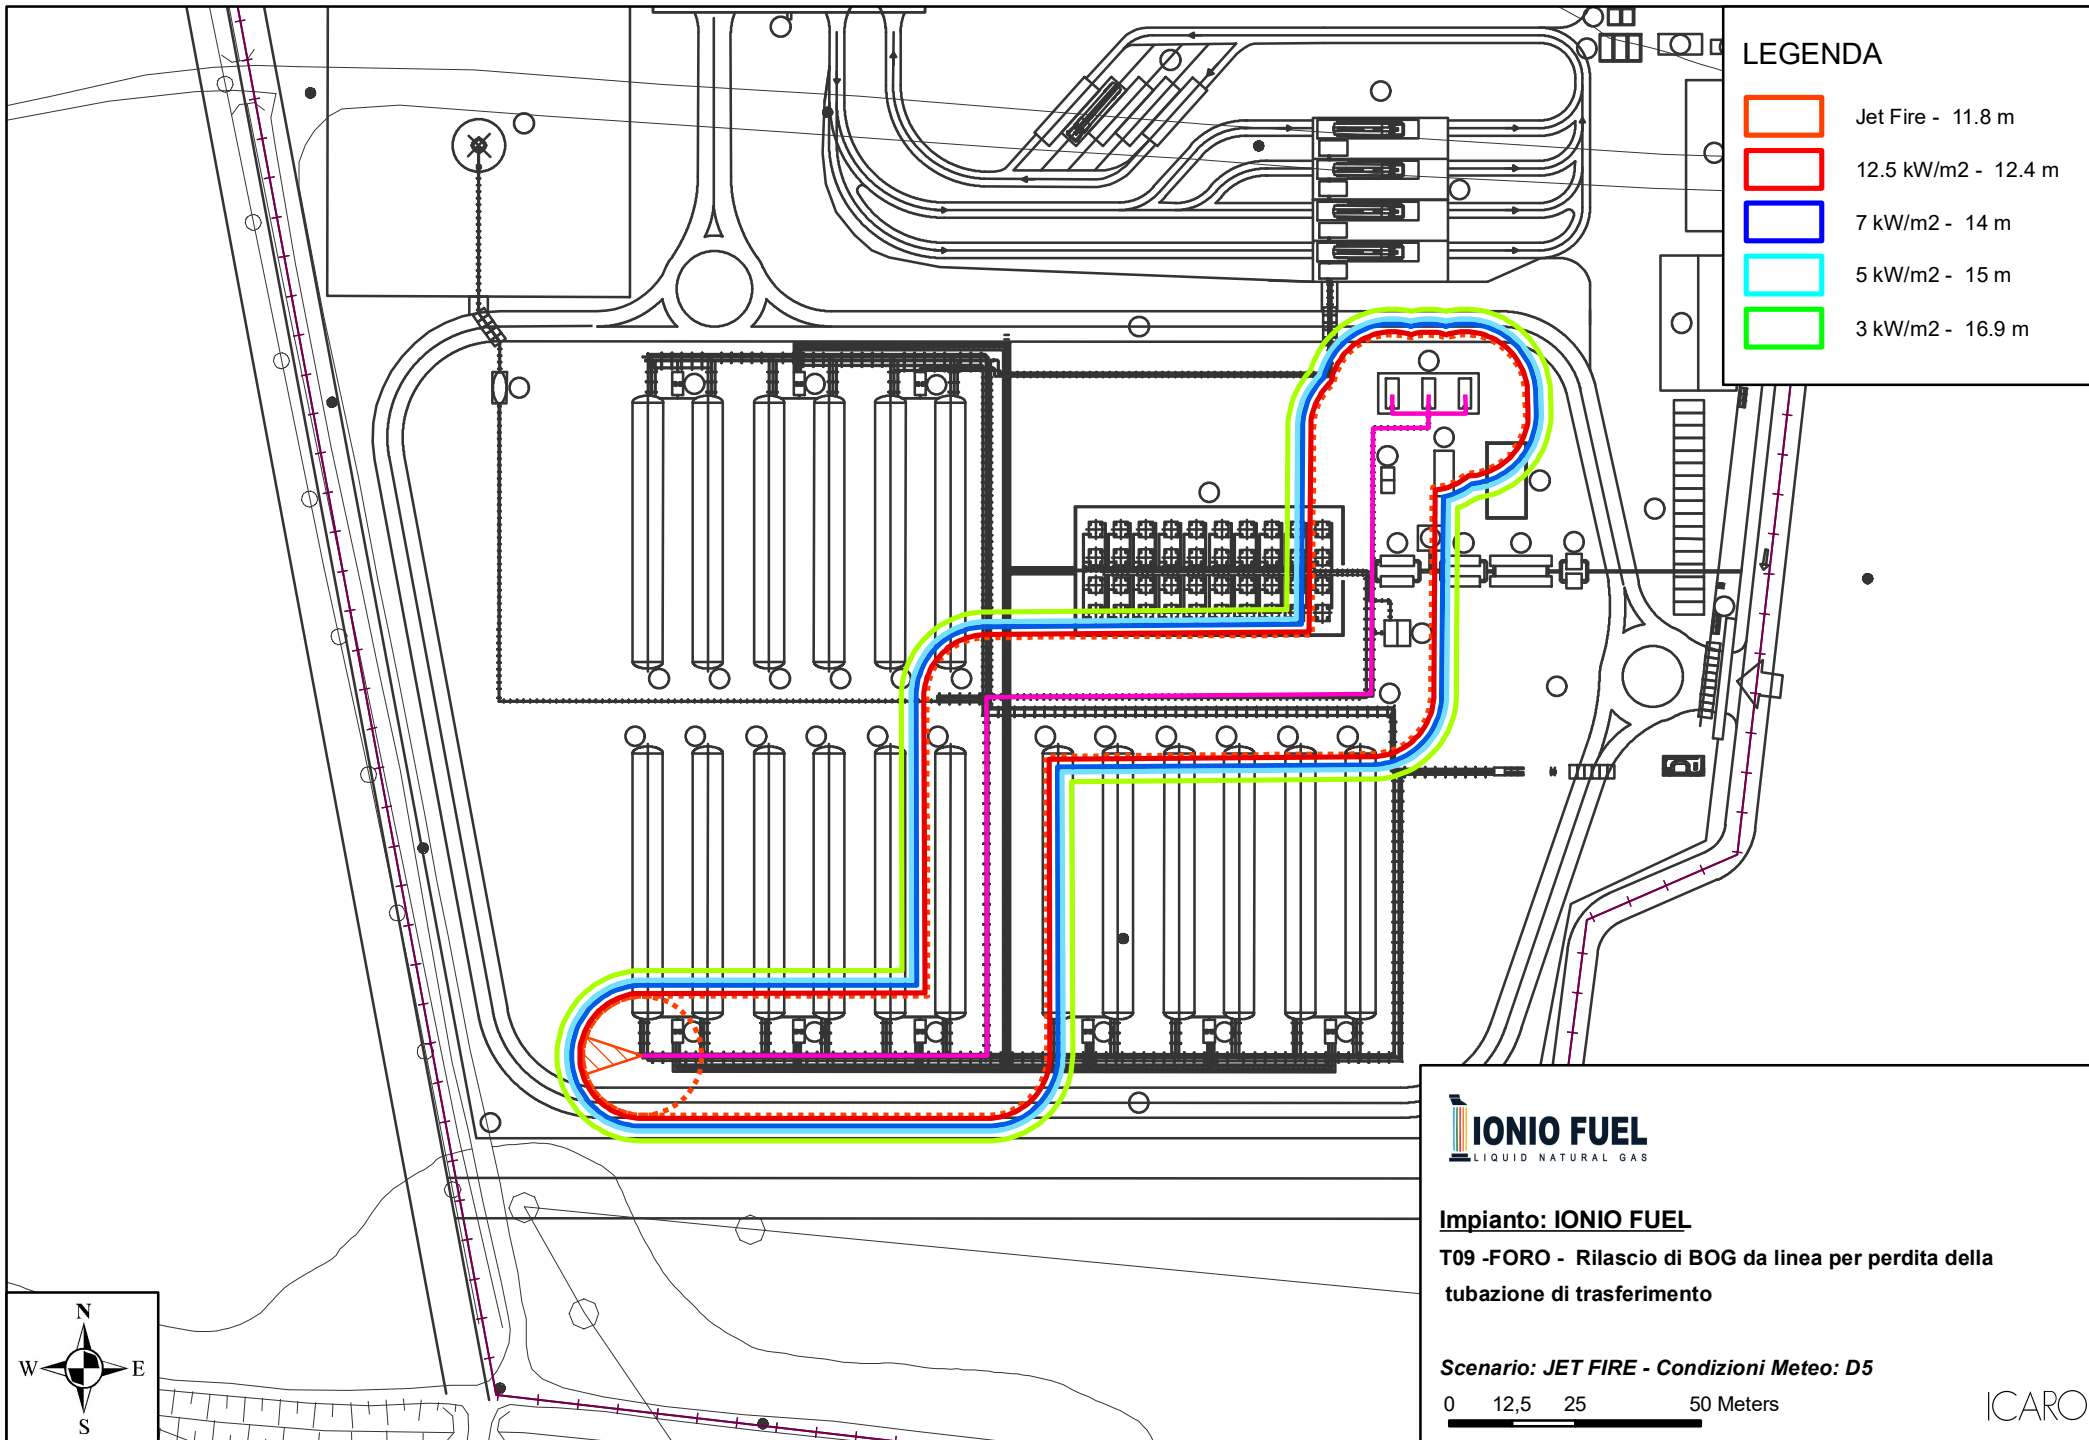 LEGENDA
Jet Fire - 11.8 m
12.5 kW/m2 - 12.4 m
7 kW/m2 - 14 m
5 kW/m2 - 15 m
3 kW/m2 - 16.9 m
IONIO FUEL
LIQUID NATURAL GAS
Impianto: IONIO FUEL
T09 -FORO - Rilascio di BOG da linea per perdita della
tubazione di trasferimento
Scenario: JET FIRE - Condizioni Meteo: D5
0 12,5 25 50 Meters
ICARO
N
W E
S